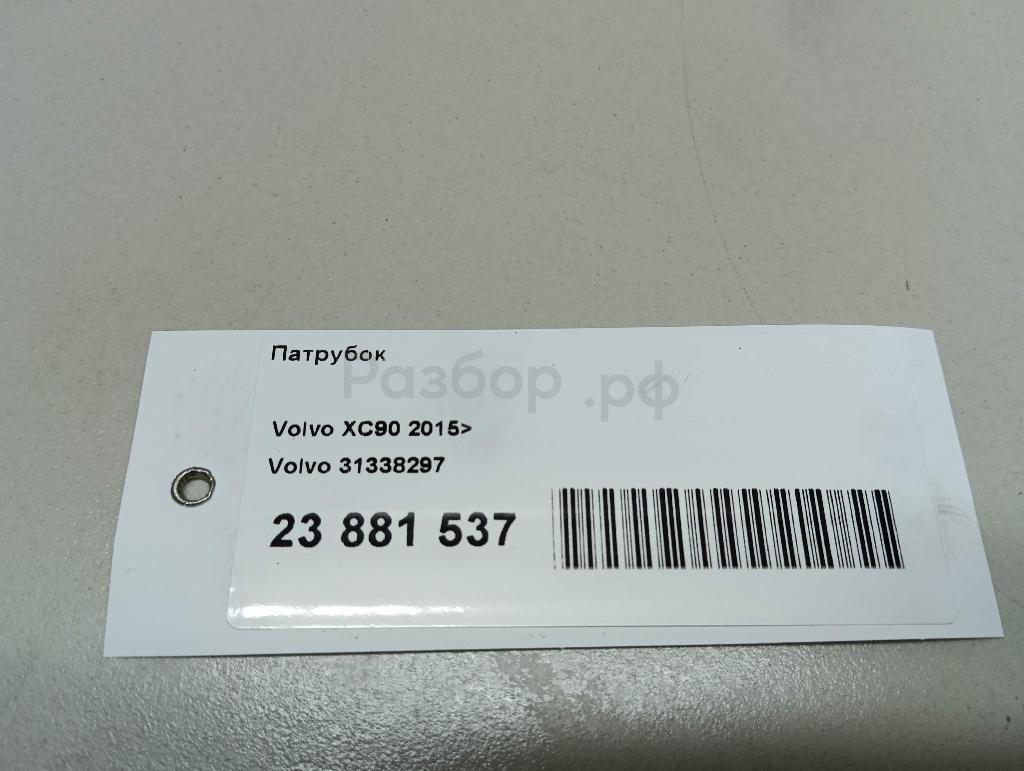 Патрубок
Разбор.рф
Volvo XC90 2015>
Volvo 31338297
23 881 537